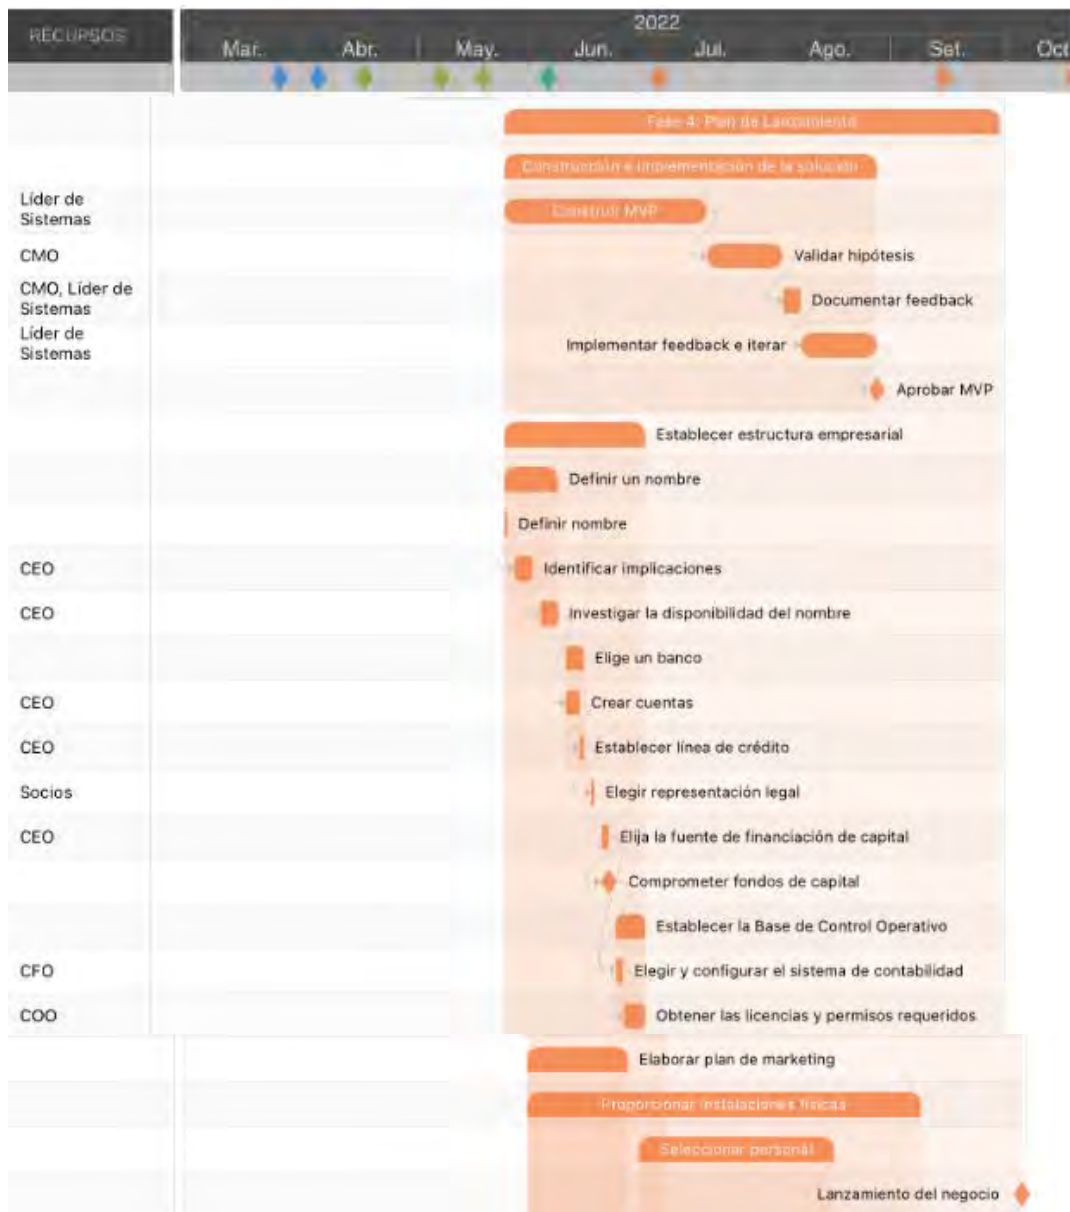 2022
RECURSOS
Mar. Abr. May. Jun. Jul. Ago. Set. Oct
Fase 4: Plan de Lanzamiento
Construcción e implementación de la solución
Líder de
Sistemas
Construir MVP
CMO
Validar hipótesis
CMO, Líder de
Sistemas
Documentar feedback
Líder de
Sistemas
Implementar feedback e iterar
Aprobar MVP
Establecer estructura empresarial
Definir un nombre
Definir nombre
CEO
Identificar implicaciones
CEO
Investigar la disponibilidad del nombre
Elige un banco
CEO
Crear cuentas
CEO
Establecer línea de crédito
Socios
Elegir representación legal
CEO
Elija la fuente de financiación de capital
Comprometer fondos de capital
Establecer la Base de Control Operativo
CFO
Elegir y configurar el sistema de contabilidad
COO
Obtener las licencias y permisos requeridos
Elaborar plan de marketing
Proporcionar instalaciones físicas
Seleccionar personal
Lanzamiento del negocio